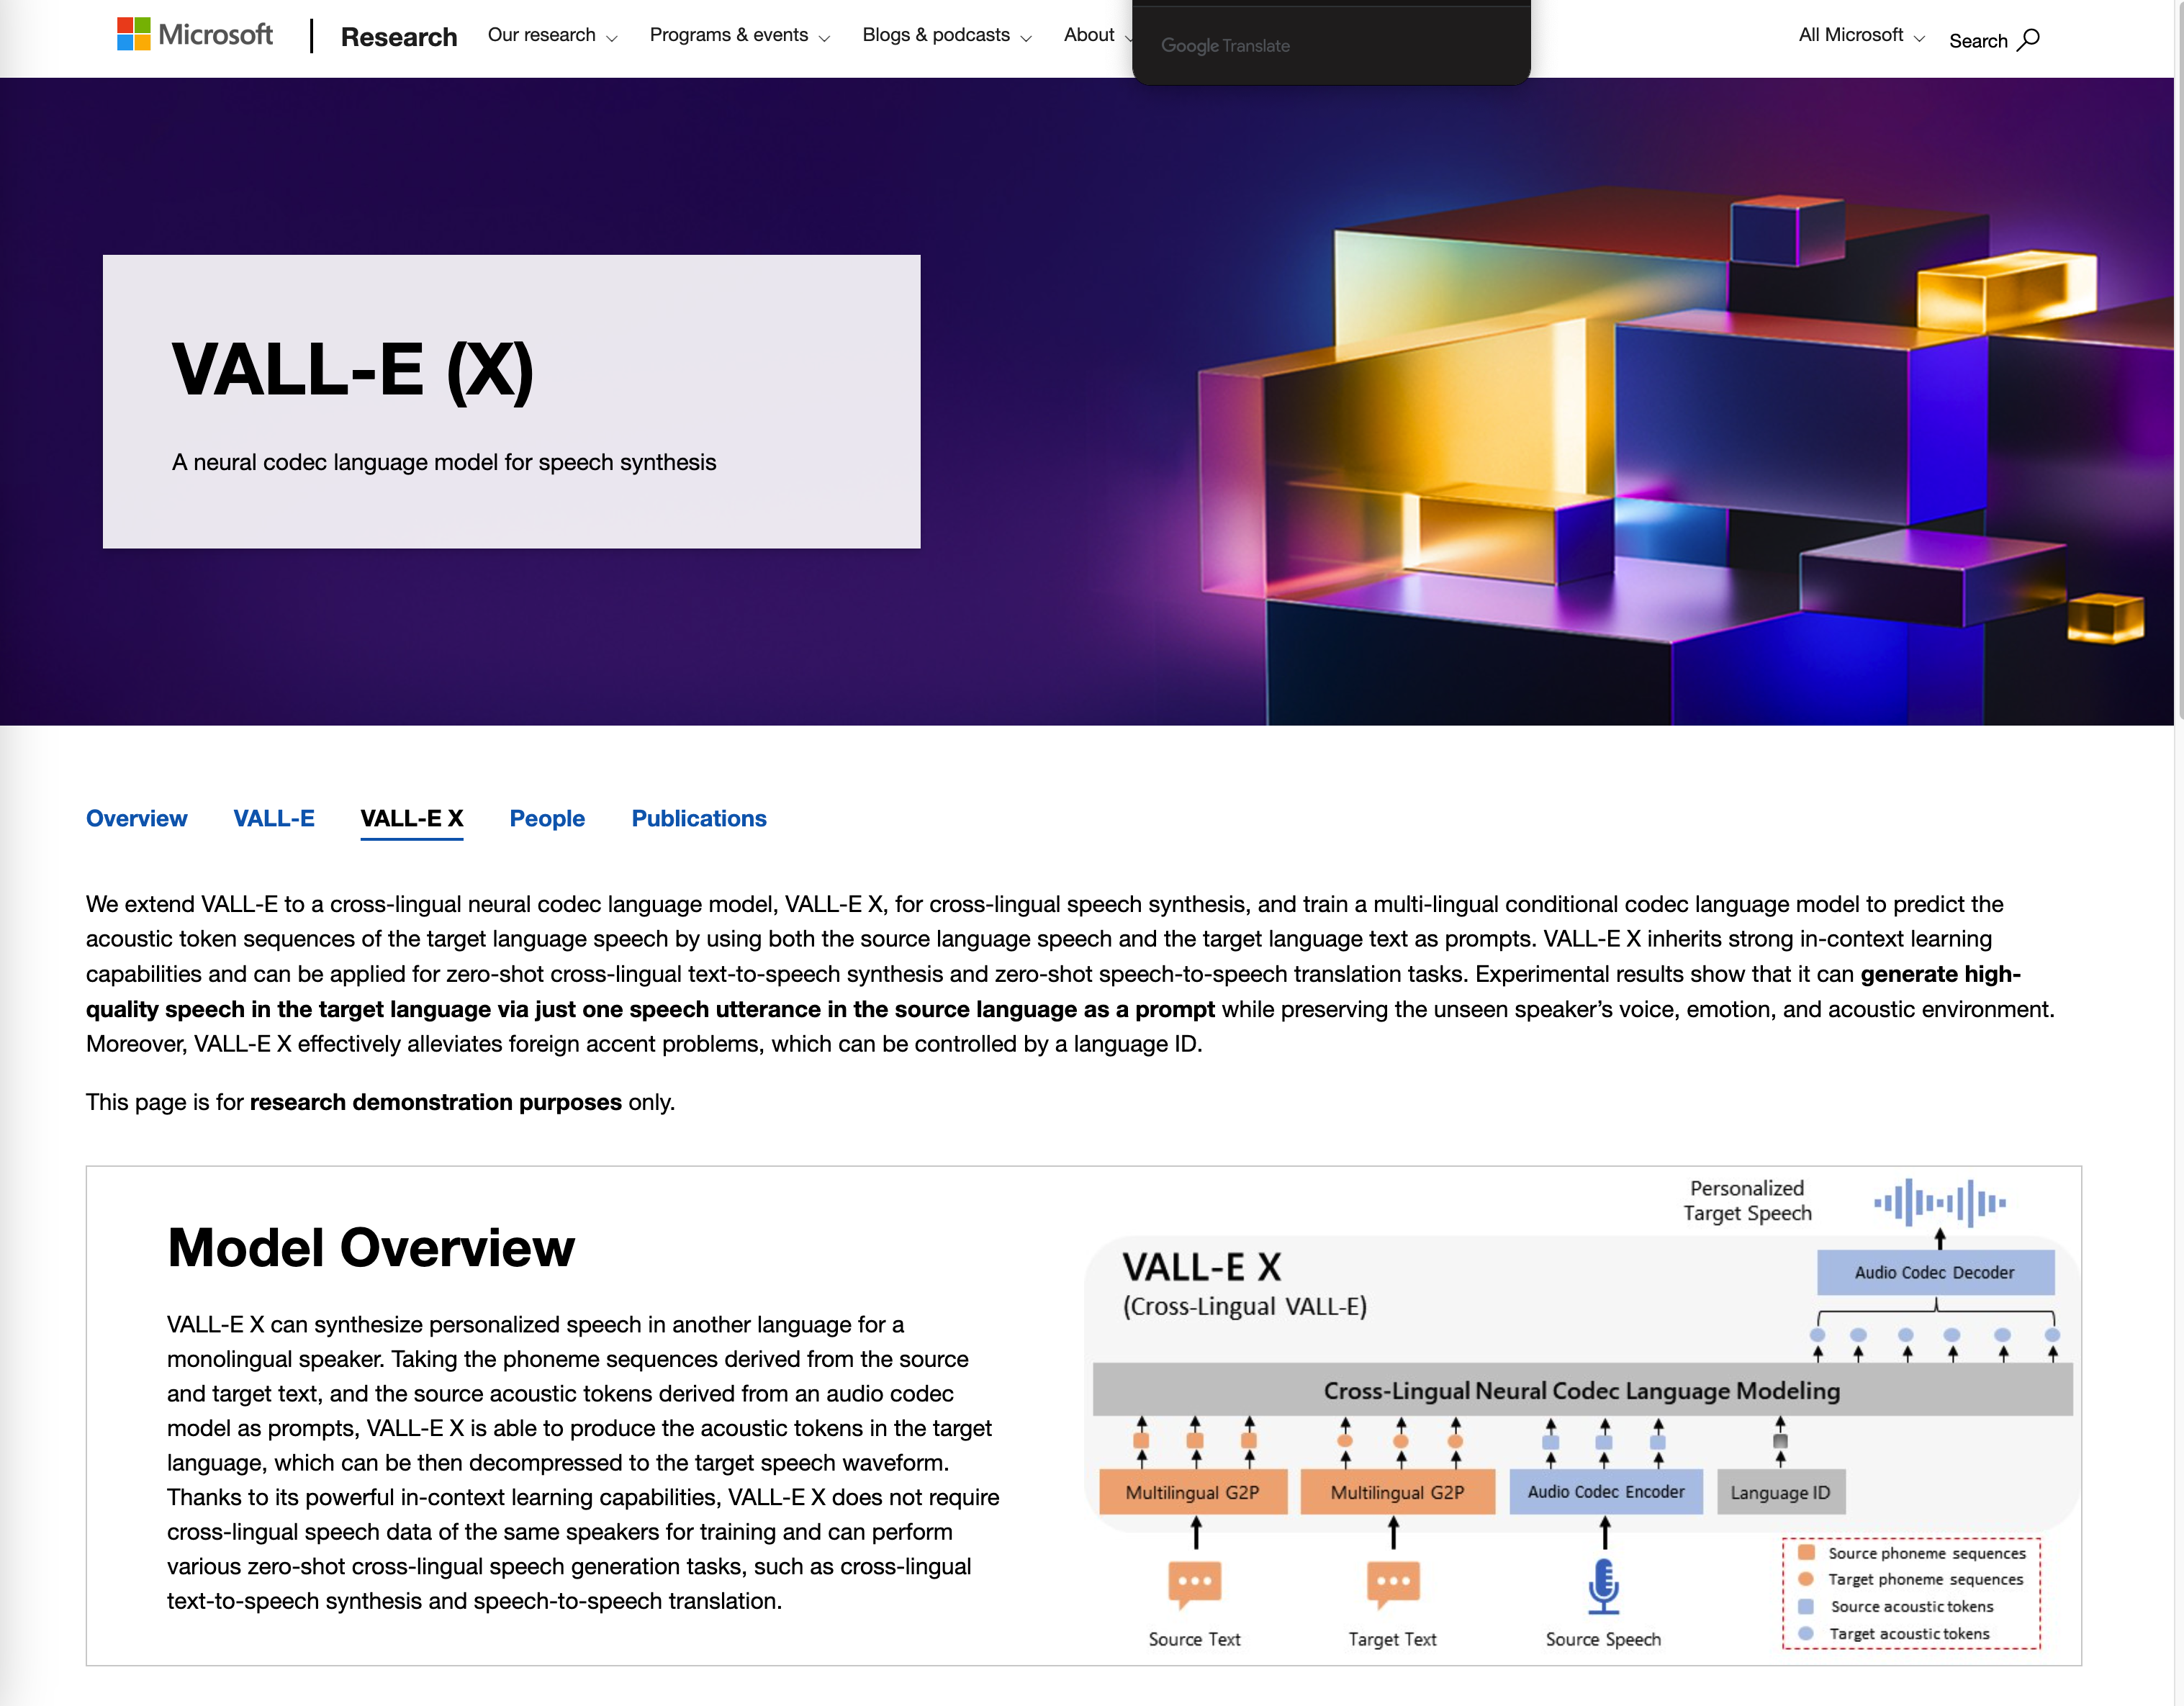 Microsoft
Research
Our research
Programs & events
Blogs & podcasts
About
Google Translate
All Microsoft
Search
VALL-E (X)
A neural codec language model for speech synthesis
Overview
VALL-E
VALL-E X
People
Publications
We extend VALL-E to a cross-lingual neural codec language model, VALL-E X, for cross-lingual speech synthesis, and train a multi-lingual conditional codec language model to predict the
acoustic token sequences of the target language speech by using both the source language speech and the target language text as prompts. VALL-E X inherits strong in-context learning
capabilities and can be applied for zero-shot cross-lingual text-to-speech synthesis and zero-shot speech-to-speech translation tasks. Experimental results show that it can generate high-
quality speech in the target language via just one speech utterance in the source language as a prompt while preserving the unseen speaker’s voice, emotion, and acoustic environment.
Moreover, VALL-E X effectively alleviates foreign accent problems, which can be controlled by a language ID.
This page is for research demonstration purposes only.
Model Overview
VALL-E X can synthesize personalized speech in another language for a
monolingual speaker. Taking the phoneme sequences derived from the source
and target text, and the source acoustic tokens derived from an audio codec
model as prompts, VALL-E X is able to produce the acoustic tokens in the target
language, which can be then decompressed to the target speech waveform.
Thanks to its powerful in-context learning capabilities, VALL-E X does not require
cross-lingual speech data of the same speakers for training and can perform
various zero-shot cross-lingual speech generation tasks, such as cross-lingual
text-to-speech synthesis and speech-to-speech translation.
Personalized
Target Speech
VALL-E X
(Cross-Lingual VALL-E)
Audio Codec Decoder
Cross-Lingual Neural Codec Language Modeling
Multilingual G2P
Multilingual G2P
Audio Codec Encoder
Language ID
Source Text
Target Text
Source Speech
Source phoneme sequences
Target phoneme sequences
Source acoustic tokens
Target acoustic tokens